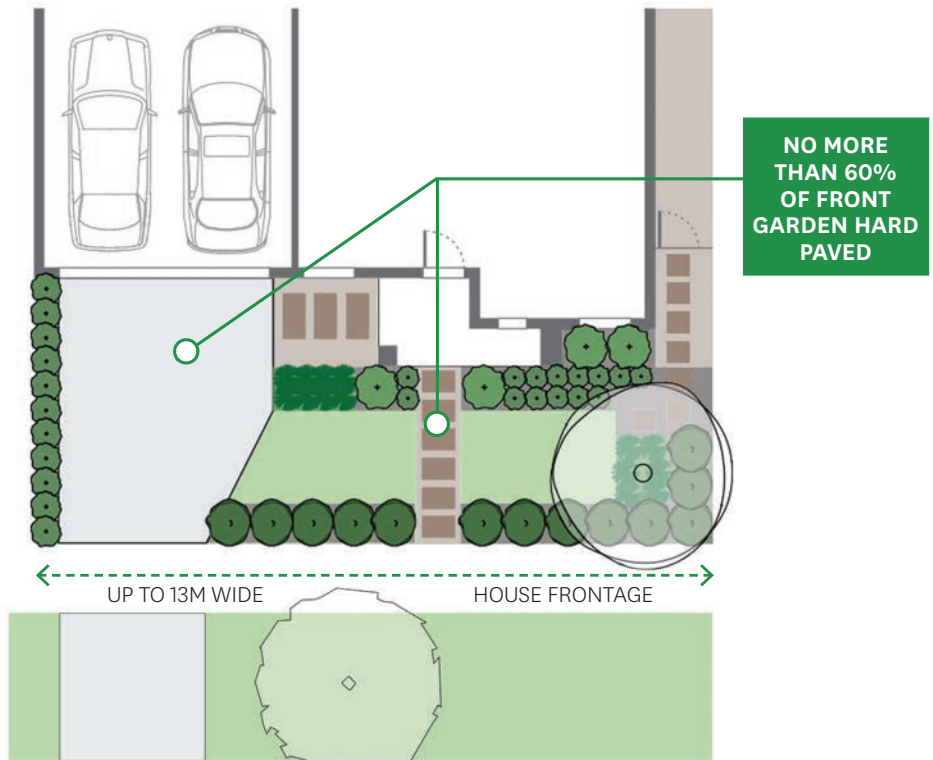 NO MORE
THAN 60%
OF FRONT
GARDEN HARD
PAVED
UP TO 13M WIDE
HOUSE FRONTAGE